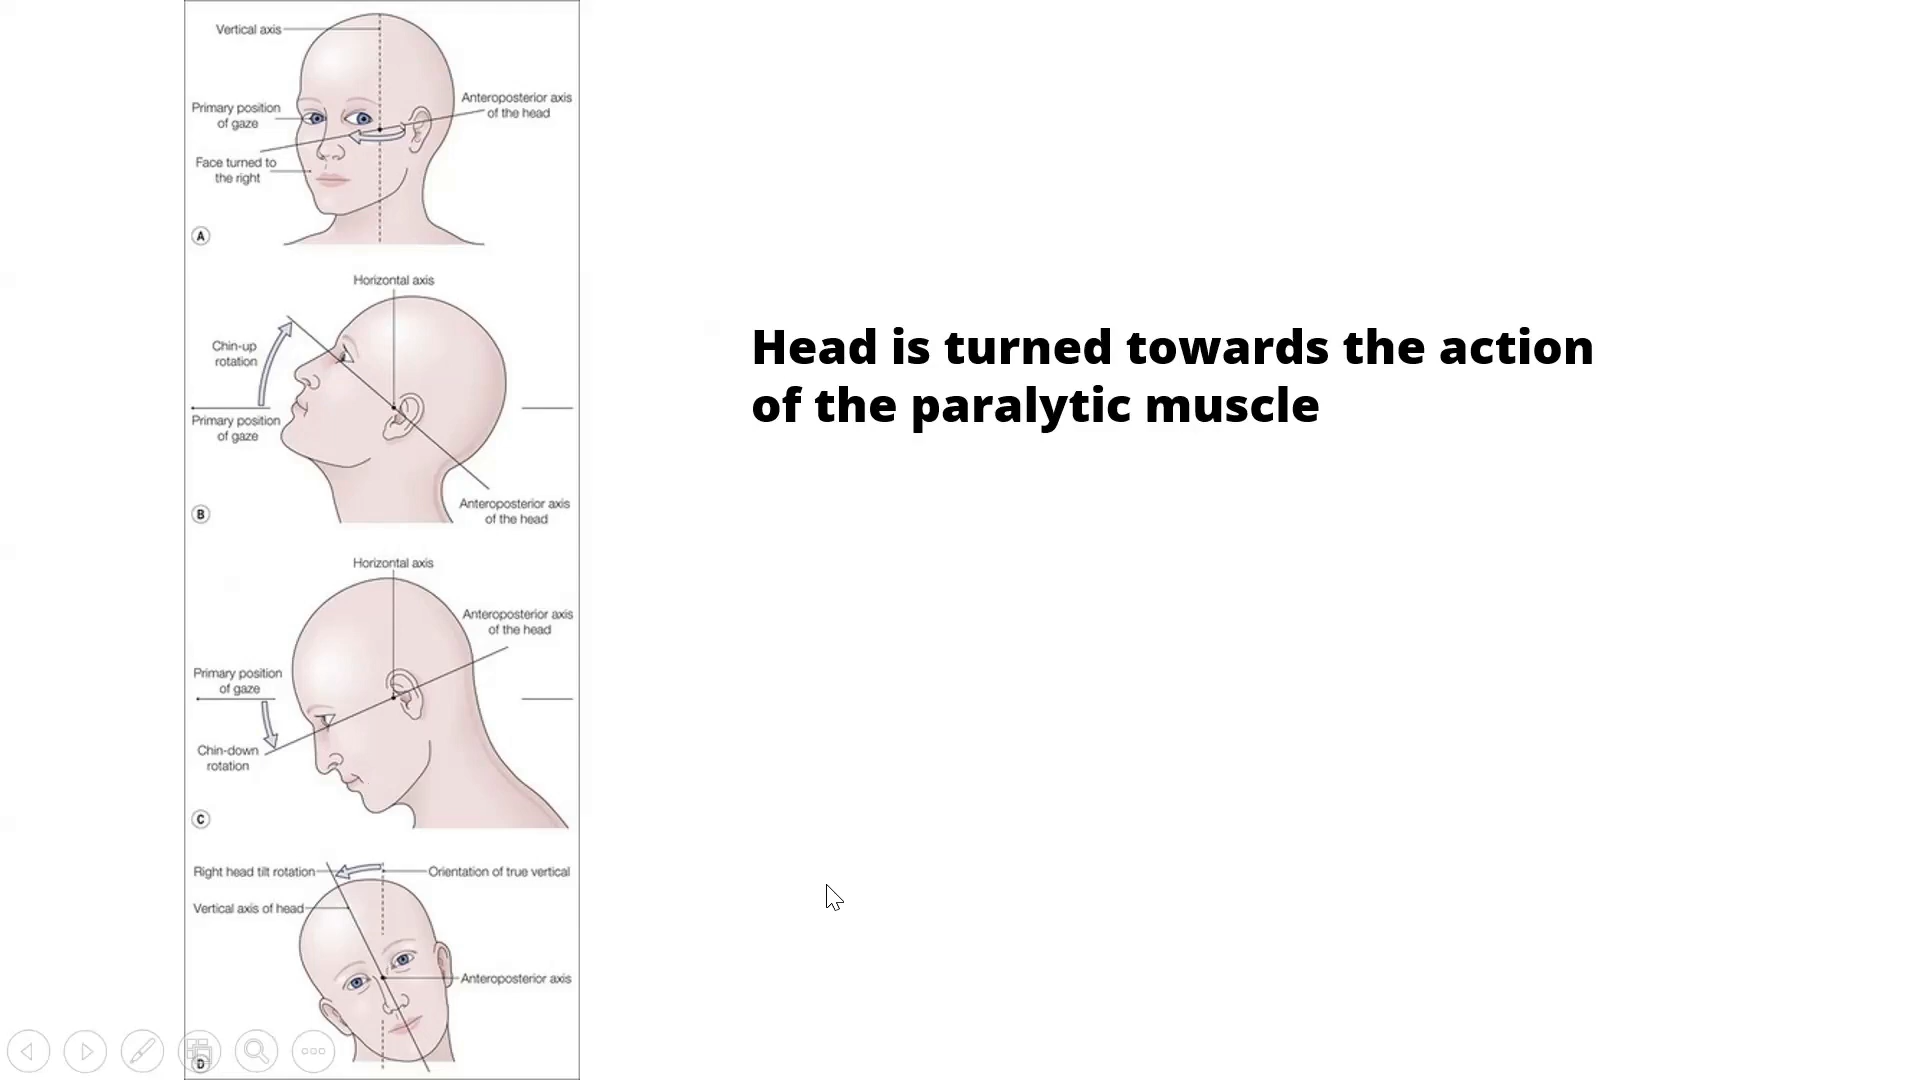 Vertical axis
Anteroposterior axis
of the head
Primary position
of gaze
Face turned to
the right
A
Horizontal axis
Chin-up
rotation
Primary position
of gaze
Anteroposterior axis
of the head
B
Horizontal axis
Anteroposterior axis
of the head
Primary position
of gaze
Chin-down
rotation
C
Right head tilt rotation
Orientation of true vertical
Vertical axis of head
Anteroposterior axis
D
Head is turned towards the action
of the paralytic muscle